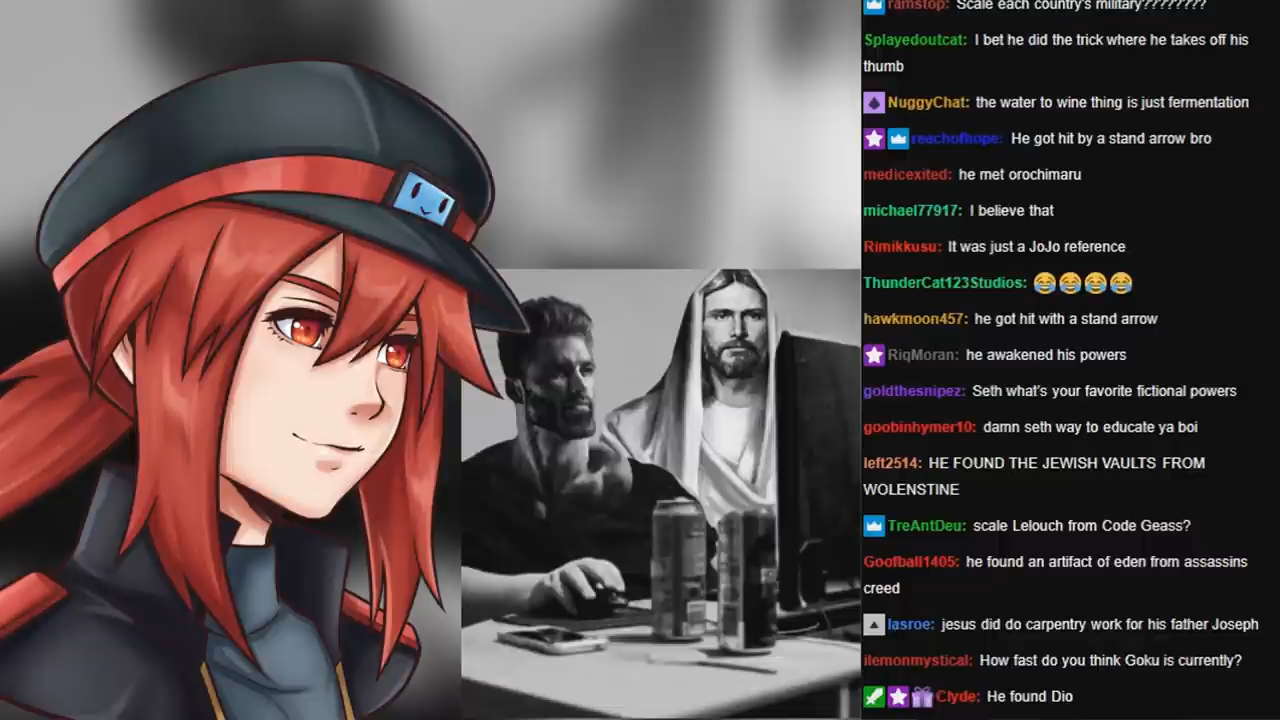 ramstop: Scale each country's military????????
Splayedoutcat: I bet he did the trick where he takes off his
thumb
NuggyChat: the water to wine thing is just fermentation
reachofhope: He got hit by a stand arrow bro
medicexited: he met orochimaru
michael77917: I believe that
Rimikkusu: It was just a JoJo reference
ThunderCat123Studios: 😂😂😂😂
hawkmoon457: he got hit with a stand arrow
RiqMoran: he awakened his powers
goldthesnipez: Seth what's your favorite fictional powers
goobinhymer10: damn seth way to educate ya boi
left2514: HE FOUND THE JEWISH VAULTS FROM
WOLENSTINE
TreAntDeu: scale Lelouch from Code Geass?
Goofball1405: he found an artifact of eden from assassins
creed
lasroe: jesus did do carpentry work for his father Joseph
ilemonmystical: How fast do you think Goku is currently?
Clyde: He found Dio